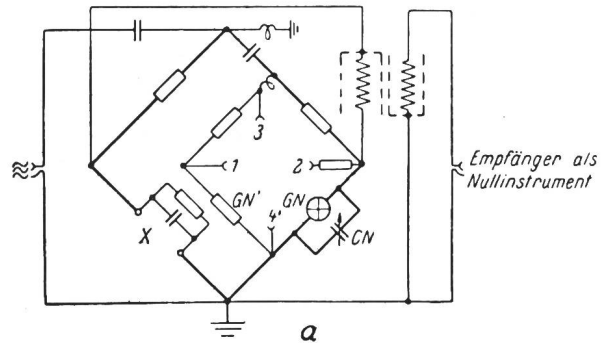 3
1
2
Empfänger als
Nullinstrument
GN'
GN
X
4'
CN
a